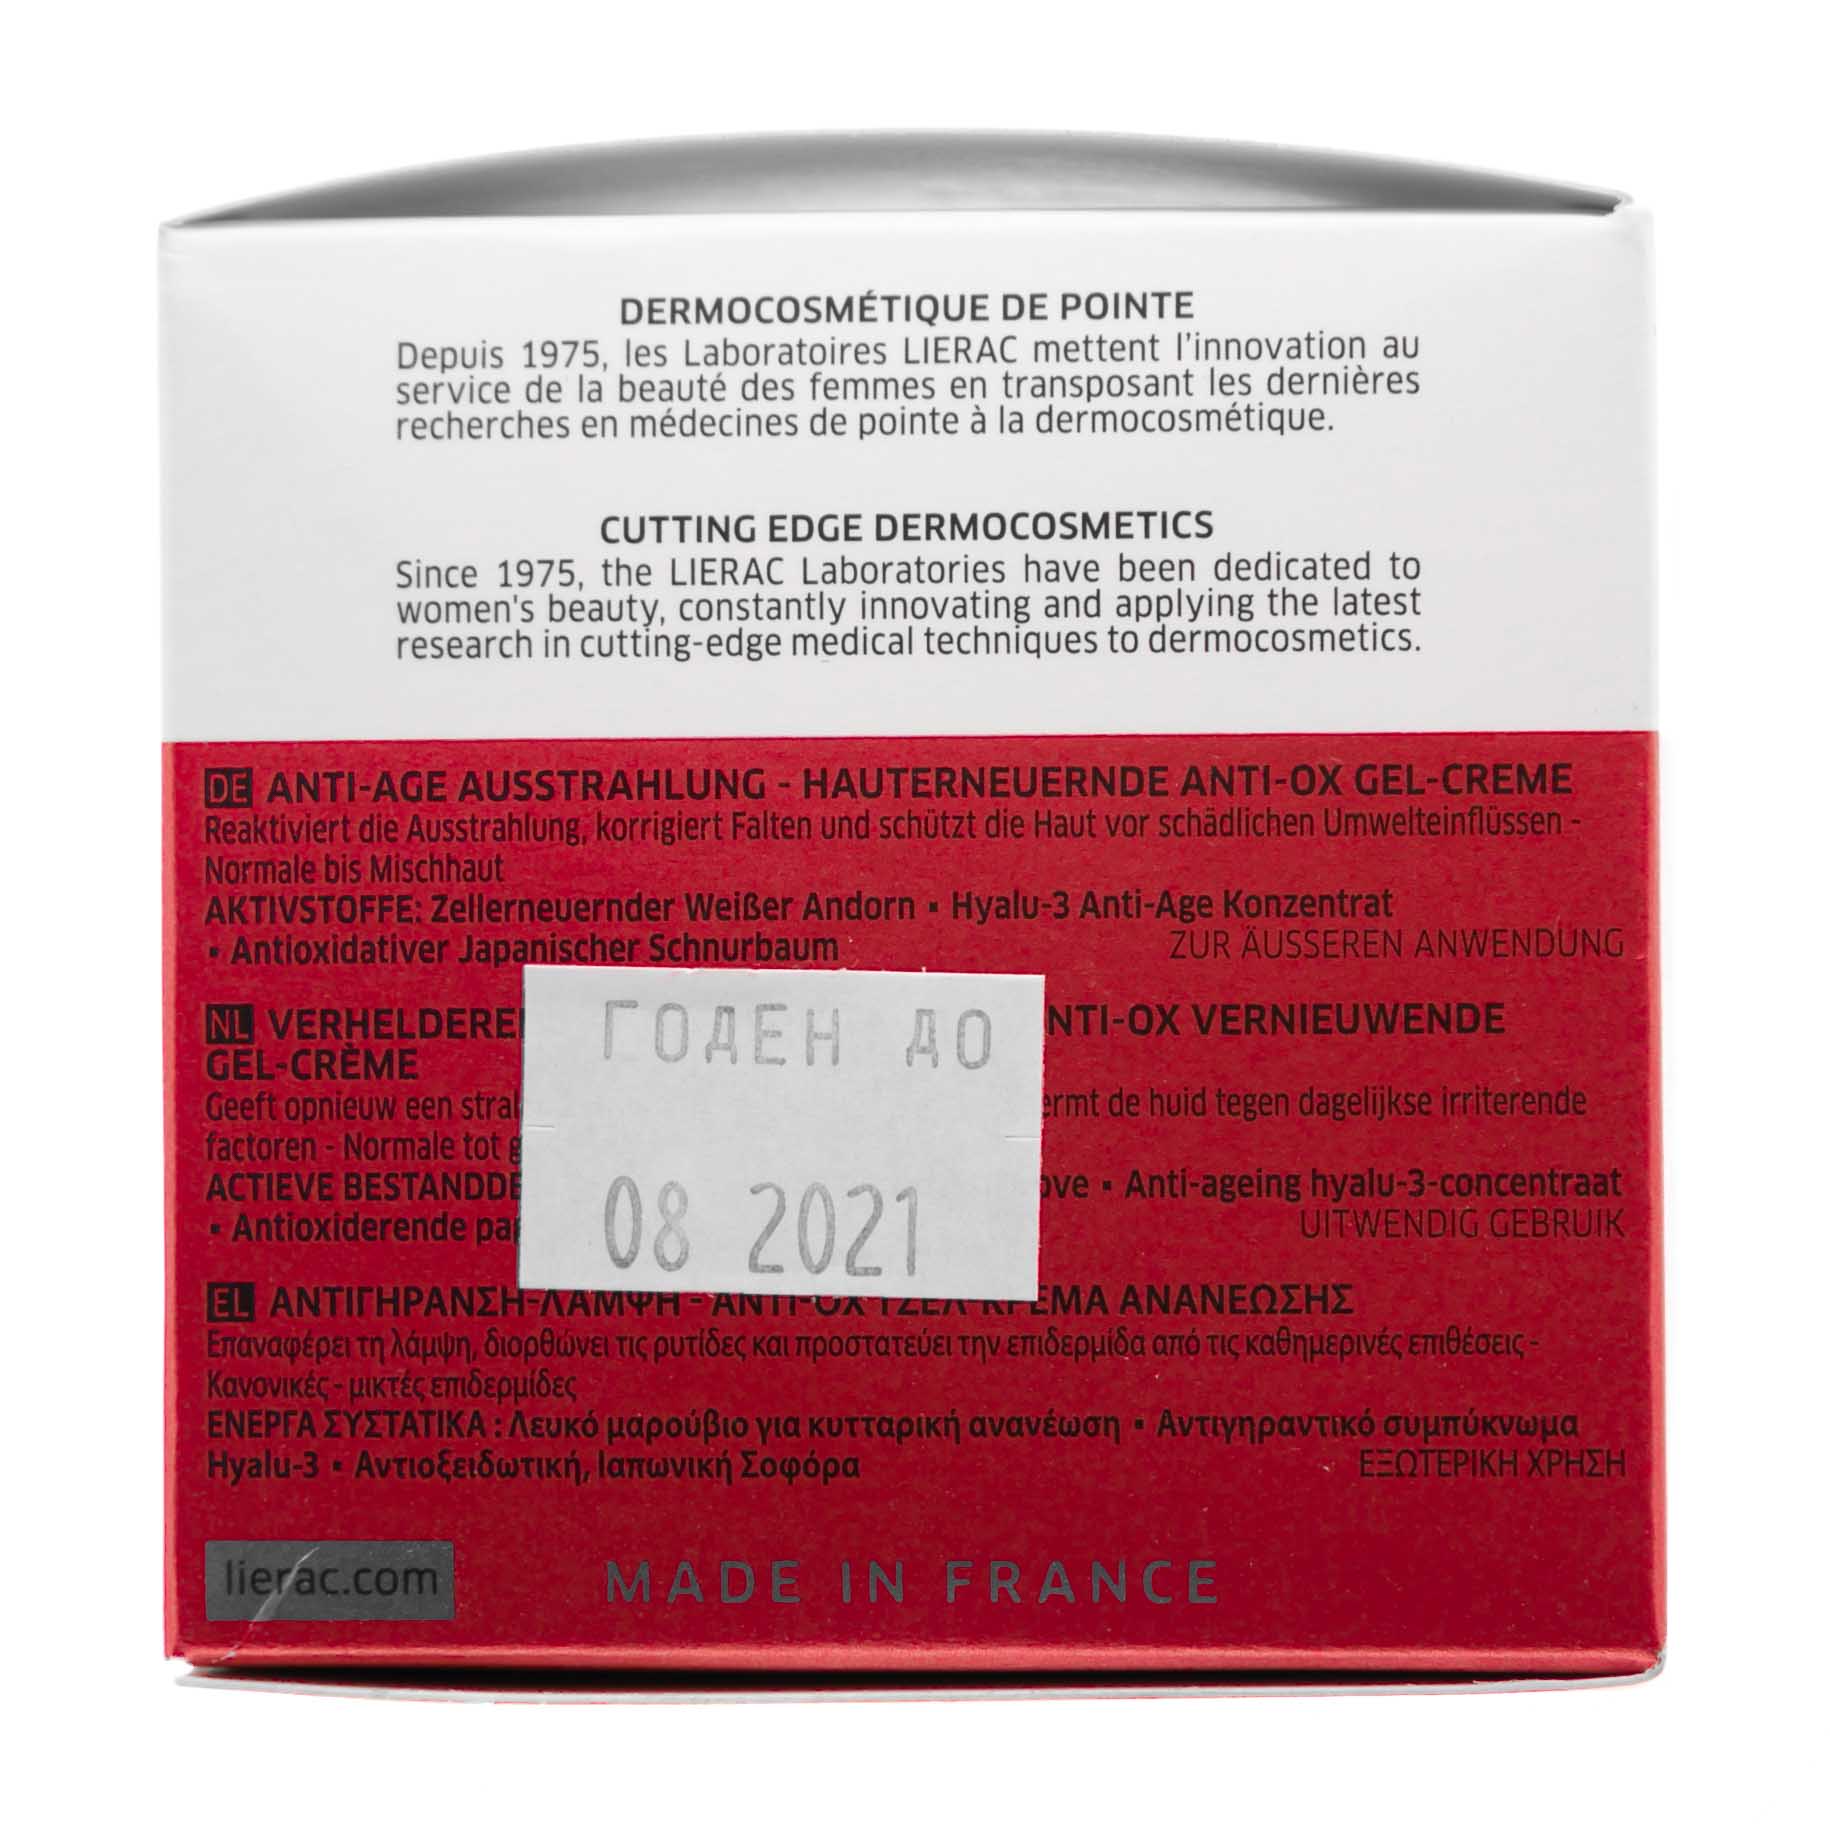 DERMOCOSMÉTIQUE DE POINTE
Depuis 1975, les Laboratoires LIERAC mettent l'innovation au
service de la beauté des femmes en transposant les dernières
recherches en médecines de pointe à la dermocosmétique.
CUTTING EDGE DERMOCOSMETICS
Since 1975, the LIERAC Laboratories have been dedicated to
women's beauty, constantly innovating and applying the latest
research in cutting-edge medical techniques to dermocosmetics.
DE ANTI-AGE AUSSTRAHLUNG - HAUTERNEUERNDE ANTI-OX GEL-CREME
Reaktiviert die Ausstrahlung, korrigiert Falten und schützt die Haut vor schädlichen Umwelteinflüssen -
Normale bis Mischhaut
AKTIVSTOFFE: Zellerneuernder Weißer Andorn ▪ Hyalu-3 Anti-Age Konzentrat
▪ Antioxidativer Japanischer Schnurbaum ZUR ÄUSSEREN ANWENDUNG
NL VERNIEUWENDE
GEL-CRÈME
Geeft opnieuw een de huid tegen dagelijkse irriterende
factoren - Normale tot
ACTIEVE ▪ Anti-ageing hyalu-3-concentraat
▪ Antioxiderende UITWENDIG GEBRUIK
ГОДЕН ДО
08 2021
EL ΑΝΤΙΓΗΡΑΝΣΗ-ΛΑΜΨΗ - ANTI-OX ΤΖΕΛ-ΚΡΕΜΑ ΑΝΑΝΕΩΣΗΣ
Επαναφέρει τη λάμψη, διορθώνει τις ρυτίδες και προστατεύει την επιδερμίδα από τις καθημερινές επιθέσεις -
Κανονικές - μικτές επιδερμίδες
ΕΝΕΡΓΑ ΣΥΣΤΑΤΙΚΑ : Λευκό μαρούβιο για κυτταρική ανανέωση ▪ Αντιγηραντικό συμπύκνωμα
Hyalu-3 ▪ Αντιοξειδωτική, Ιαπωνική Σοφόρα ΕΞΩΤΕΡΙΚΗ ΧΡΗΣΗ
lierac.com MADE IN FRANCE